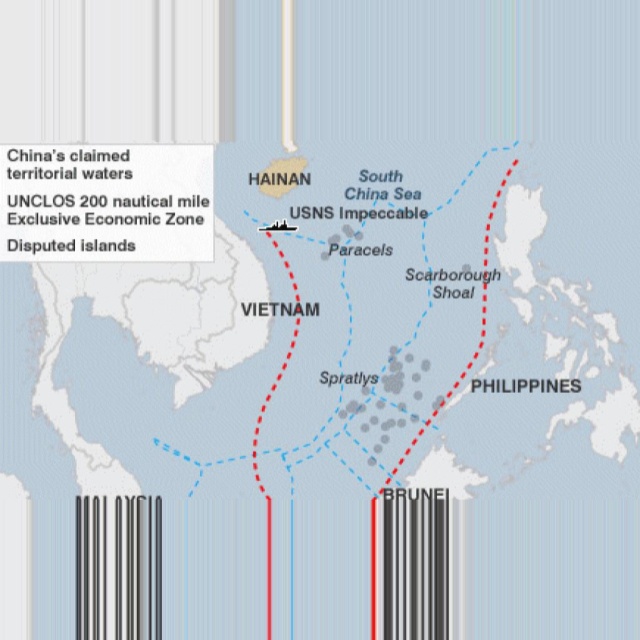 China's claimed
territorial waters
UNCLOS 200 nautical mile
Exclusive Economic Zone
Disputed islands
HAINAN
South
China Sea
USNS Impeccable
Paracels
Scarborough
Shoal
VIETNAM
Spratlys
PHILIPPINES
BRUNEI